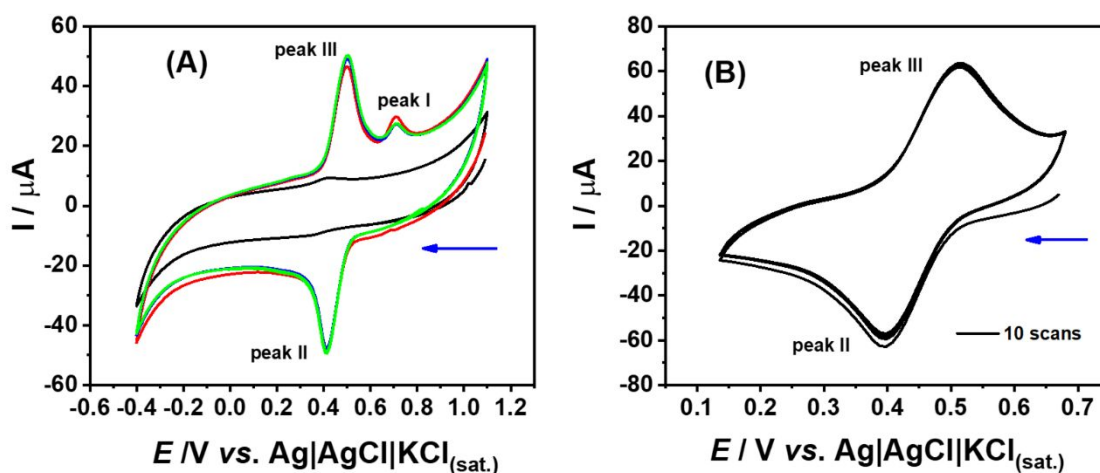 60
40
20
0
-20
-40
-60
I / μA
(A)
peak III
peak I
peak II
-0.6 -0.4 -0.2 0.0 0.2 0.4 0.6 0.8 1.0 1.2
E /V vs. Ag|AgCl|KCl(sat.)
80
60
40
20
0
-20
-40
-60
-80
I / μA
(B)
peak III
peak II
10 scans
0.1 0.2 0.3 0.4 0.5 0.6 0.7
E / V vs. Ag|AgCl|KCl(sat.)